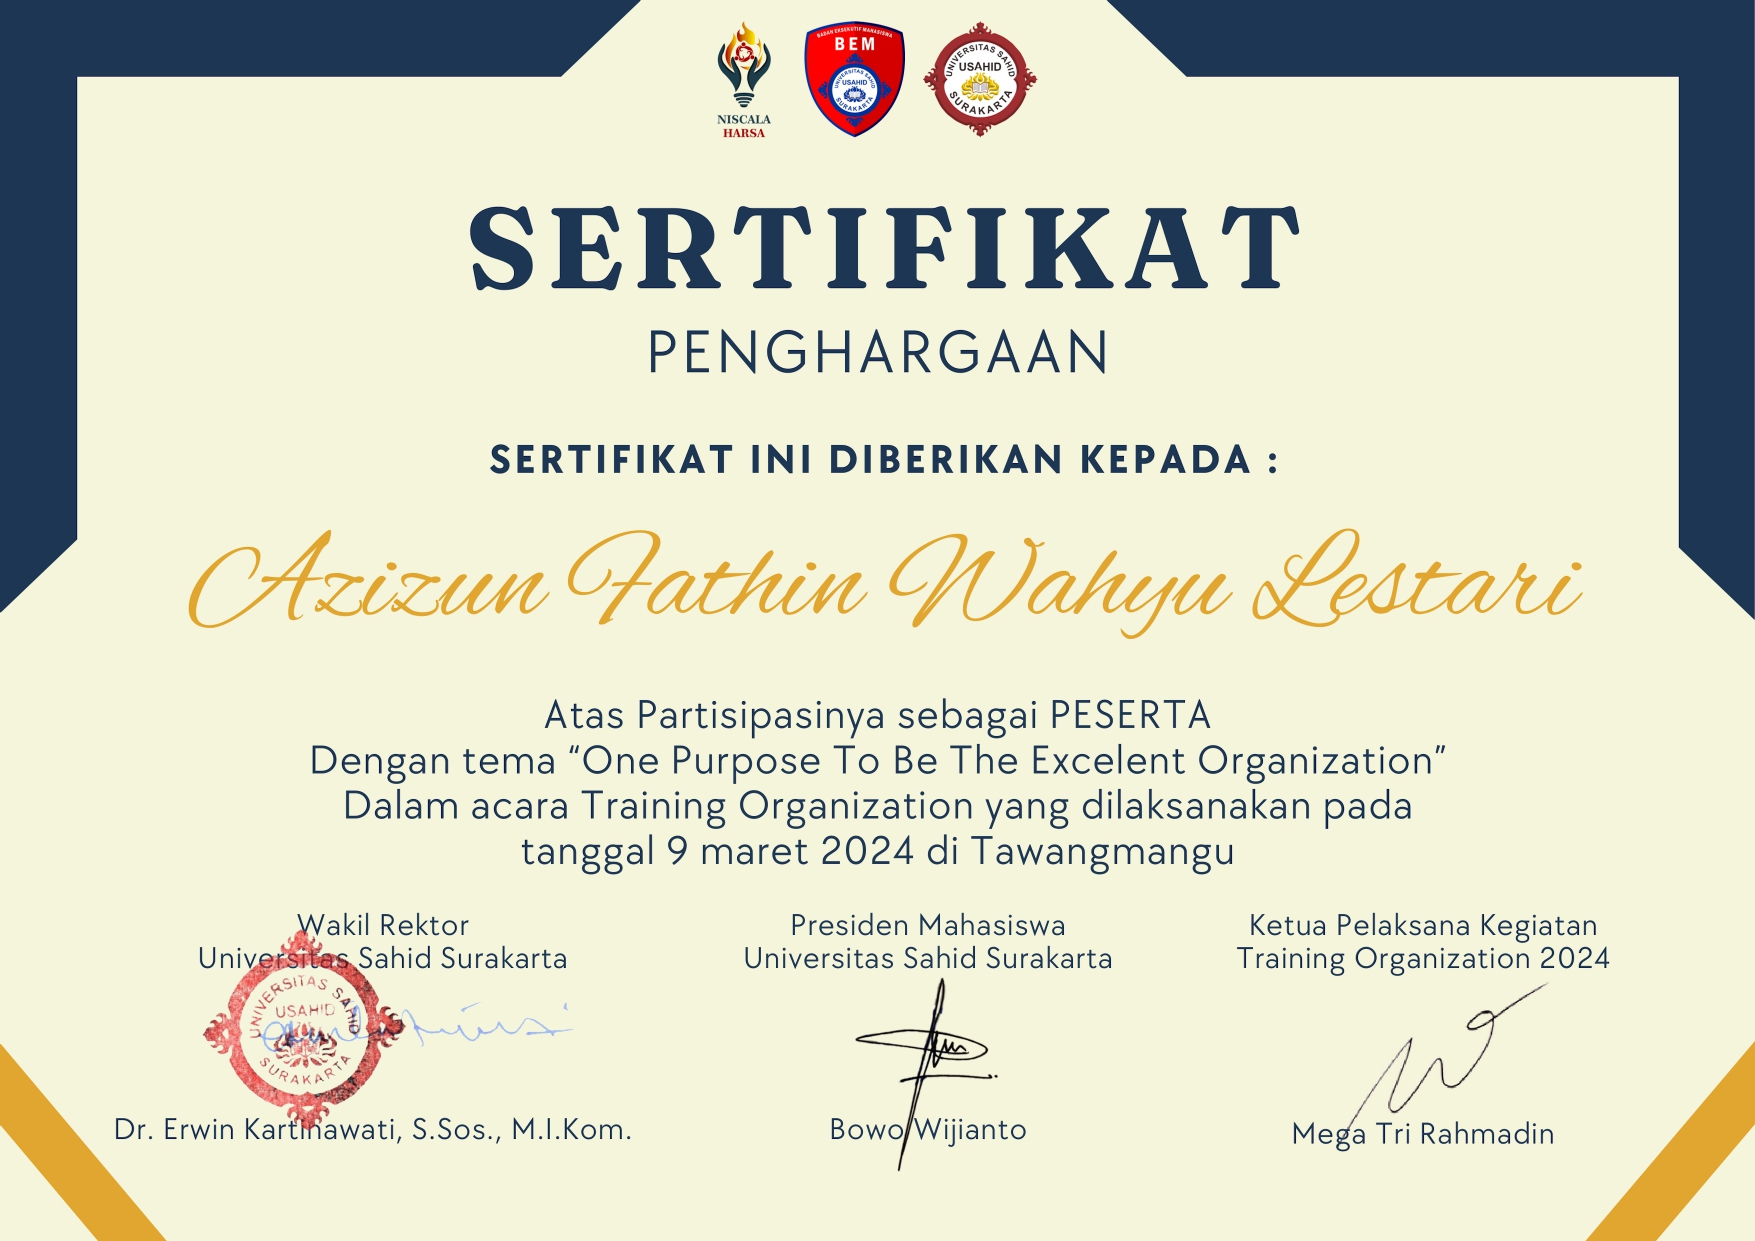 NISCALA
HARSA
BADAN EKSEKUTIF MAHASISWA
BEM
UNIVERSITAS SAHID
USAHID
SURAKARTA
UNIVERSITAS SAHID
USAHID
SURAKARTA
SERTIFIKAT
PENGHARGAAN
SERTIFIKAT INI DIBERIKAN KEPADA :
Azizun Fathin Wahyu Lestari
Atas Partisipasinya sebagai PESERTA
Dengan tema “One Purpose To Be The Excelent Organization”
Dalam acara Training Organization yang dilaksanakan pada
tanggal 9 maret 2024 di Tawangmangu
Wakil Rektor
Universitas Sahid Surakarta
UNIVERSITAS SAHID
USAHID
SURAKARTA
Dr. Erwin Kartinawati, S.Sos., M.I.Kom.
Presiden Mahasiswa
Universitas Sahid Surakarta
Bowo Wijianto
Ketua Pelaksana Kegiatan
Training Organization 2024
Mega Tri Rahmadin